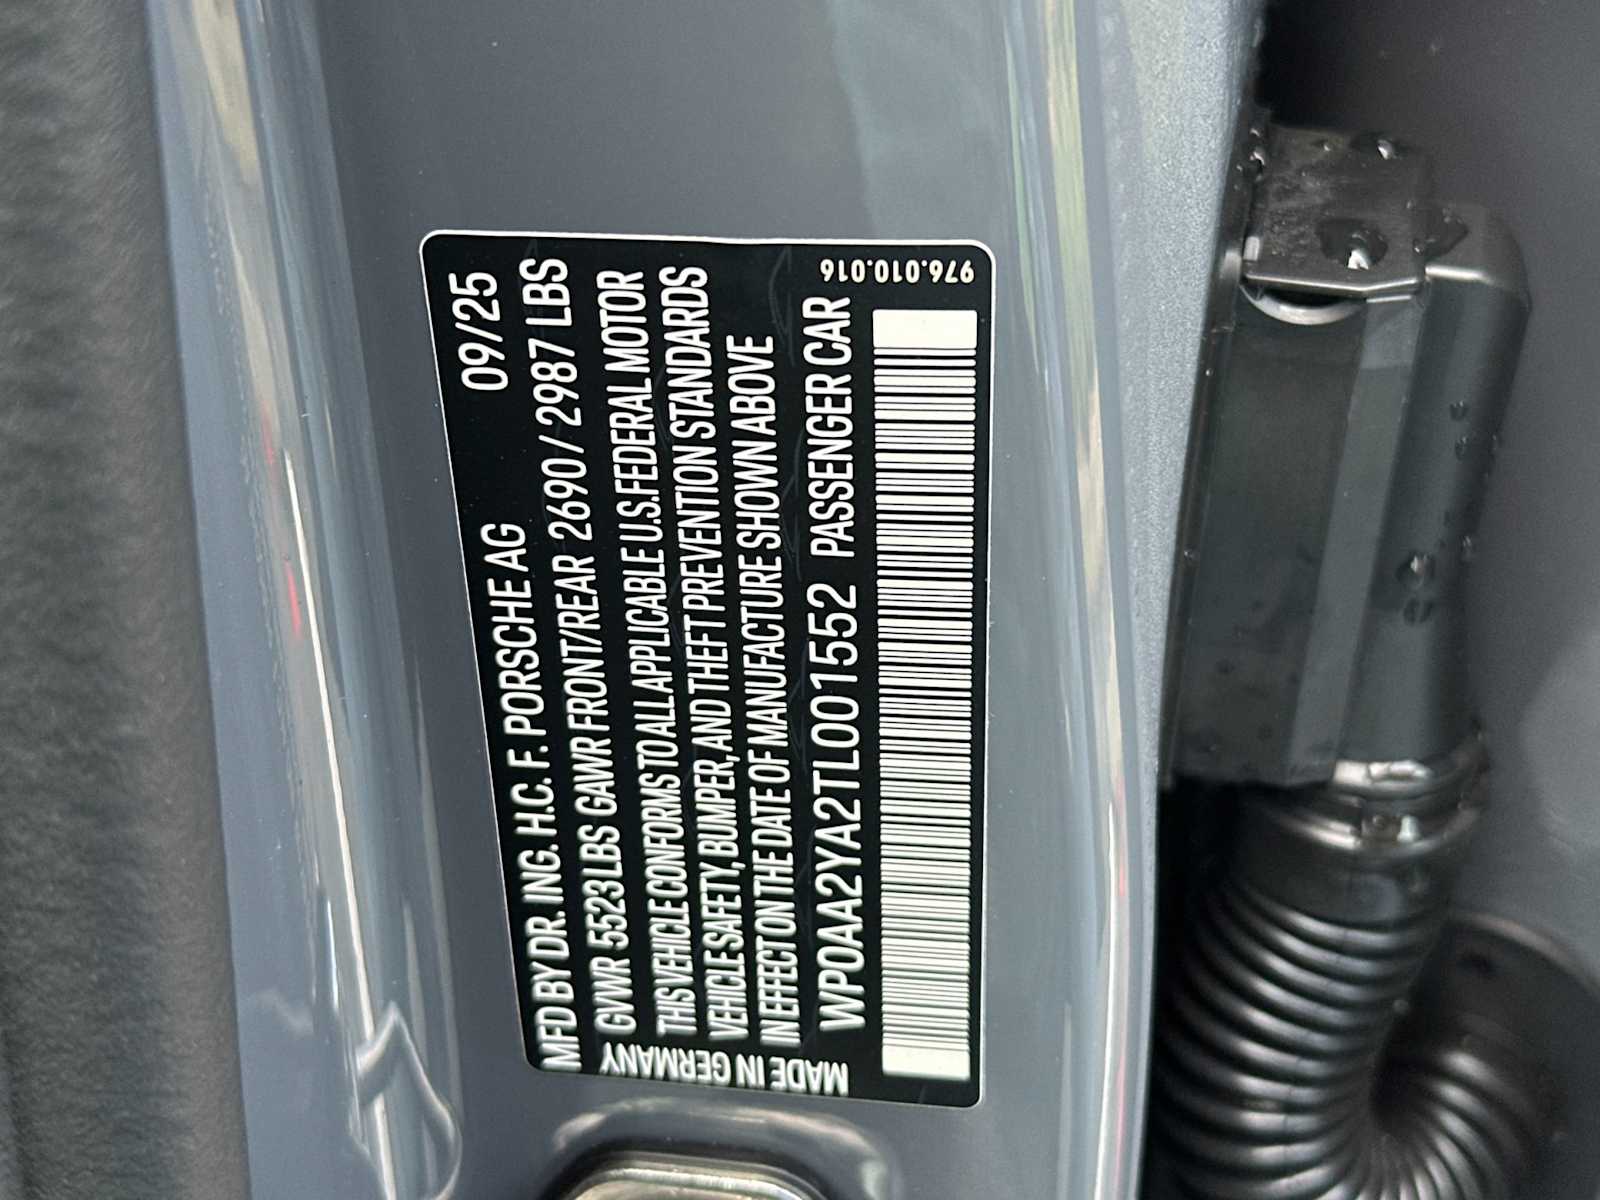 MFD BY DR. ING. H.C. F. PORSCHE AG 09/25
GVWR 5523 LBS GAWR FRONT/REAR 2690 / 2987 LBS
THIS VEHICLE CONFORMS TO ALL APPLICABLE U.S. FEDERAL MOTOR
VEHICLE SAFETY, BUMPER, AND THEFT PREVENTION STANDARDS
IN EFFECT ON THE DATE OF MANUFACTURE SHOWN ABOVE
WP0AA2YA2TL001552 PASSENGER CAR
MADE IN GERMANY
976.010.016